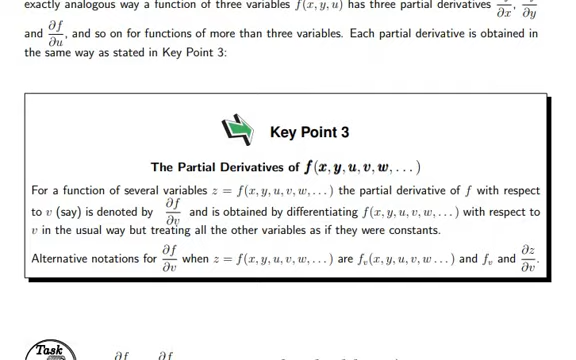 exactly analogous way a function of three variables f(x, y, u) has three partial derivatives ∂x, ∂y
and ∂f/∂u, and so on for functions of more than three variables. Each partial derivative is obtained in
the same way as stated in Key Point 3:
Key Point 3
The Partial Derivatives of f(x, y, u, v, w, . . . )
For a function of several variables z = f(x, y, u, v, w, . . . ) the partial derivative of f with respect
to v (say) is denoted by ∂f/∂v and is obtained by differentiating f(x, y, u, v, w, . . . ) with respect to
v in the usual way but treating all the other variables as if they were constants.
Alternative notations for ∂f/∂v when z = f(x, y, u, v, w, . . . ) are fᵥ(x, y, u, v, w . . . ) and fᵥ and ∂z/∂v.
Task
∂f ∂f